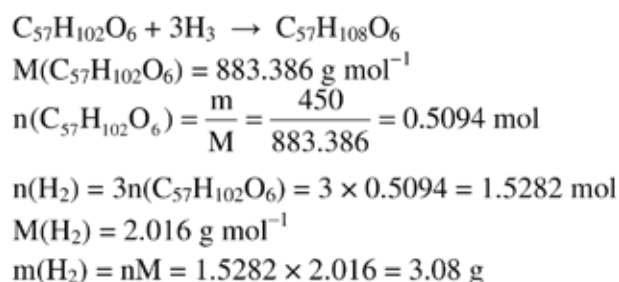 C₅₇H₁₀₂O₆ + 3H₃ → C₅₇H₁₀₈O₆
M(C₅₇H₁₀₂O₆) = 883.386 g mol⁻¹
n(C₅₇H₁₀₂O₆) = m/M = 450/883.386 = 0.5094 mol
n(H₂) = 3n(C₅₇H₁₀₂O₆) = 3 × 0.5094 = 1.5282 mol
M(H₂) = 2.016 g mol⁻¹
m(H₂) = nM = 1.5282 × 2.016 = 3.08 g